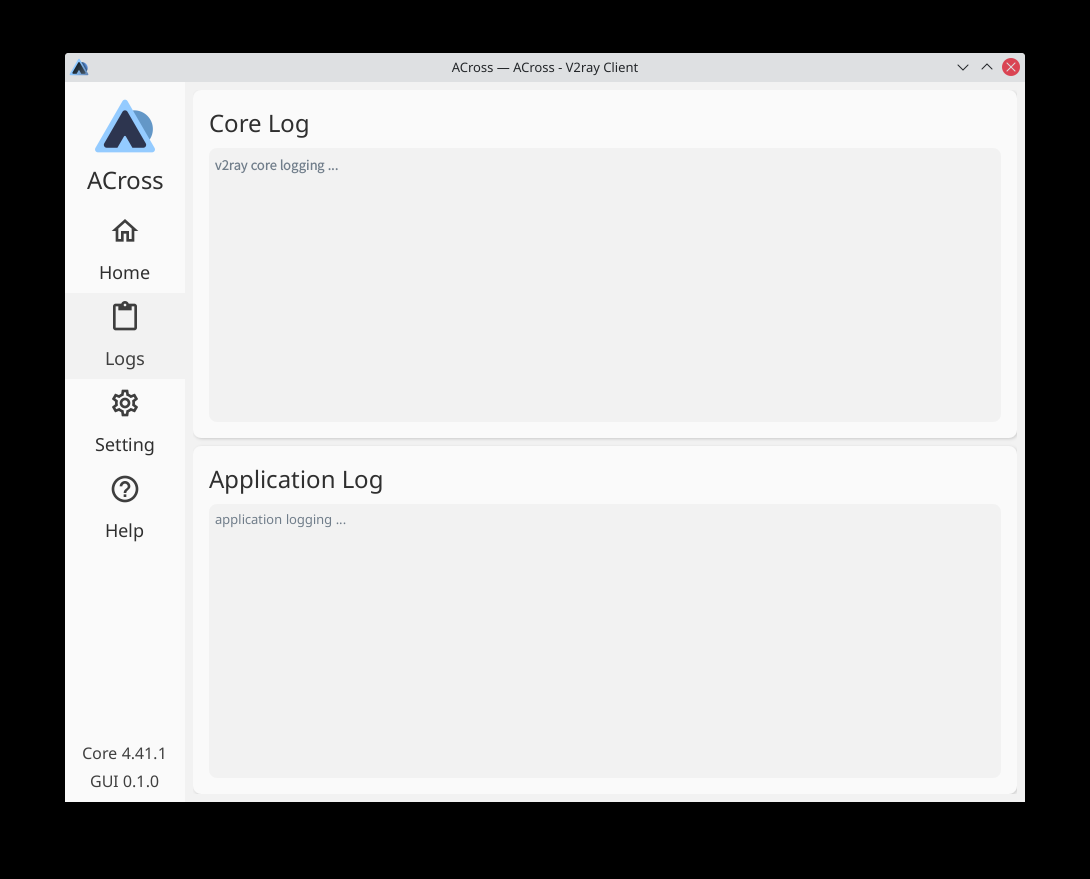 ACross — ACross - V2ray Client
ACross
Home
Logs
Setting
Help
Core 4.41.1
GUI 0.1.0
Core Log
v2ray core logging ...
Application Log
application logging ...